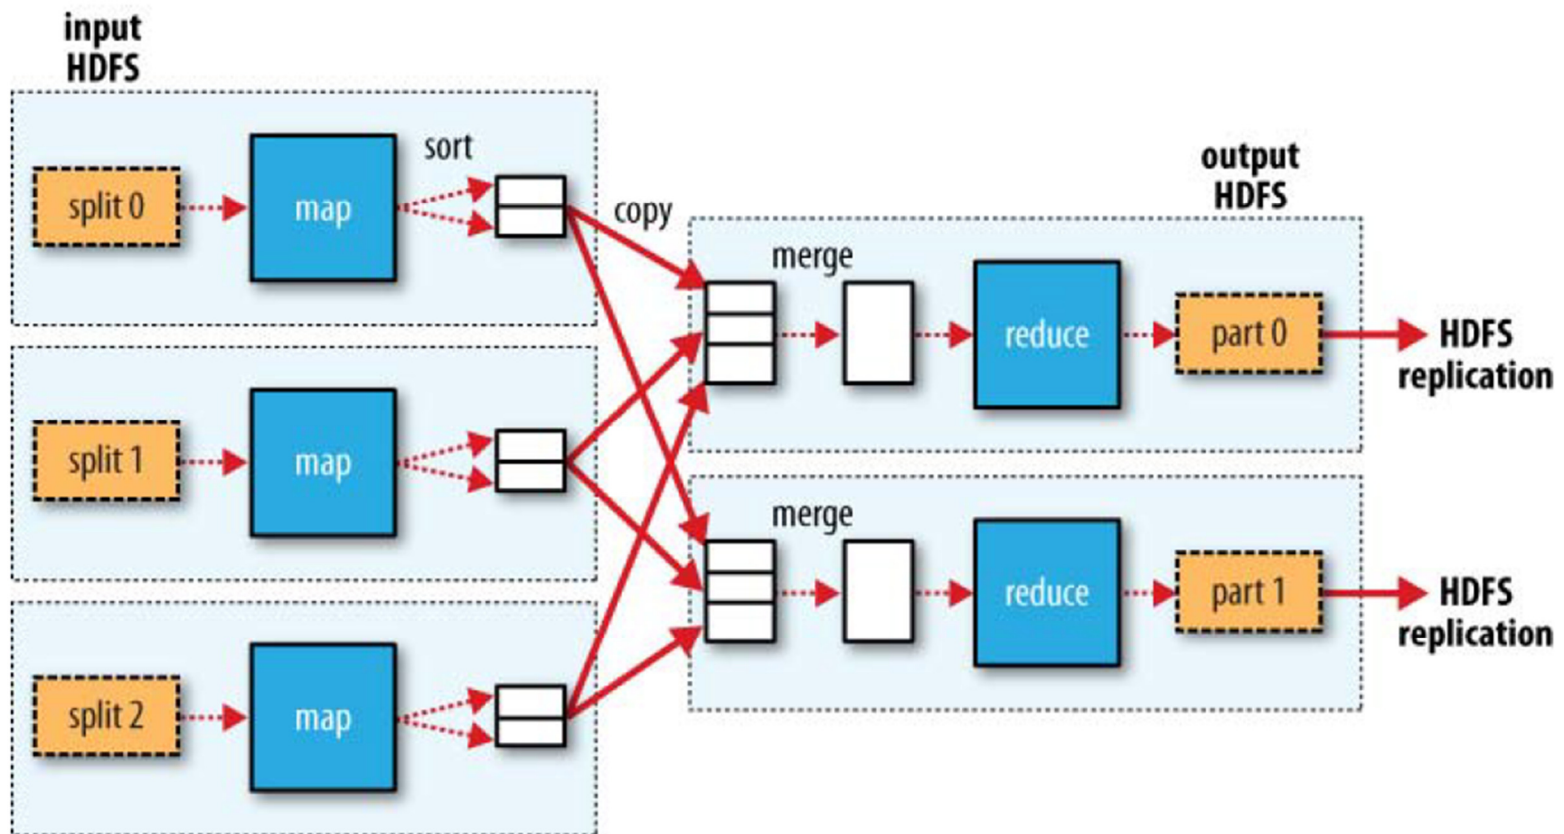 input
HDFS
split 0
map
sort
copy
split 1
map
split 2
map
output
HDFS
merge
reduce
part 0
HDFS
replication
merge
reduce
part 1
HDFS
replication